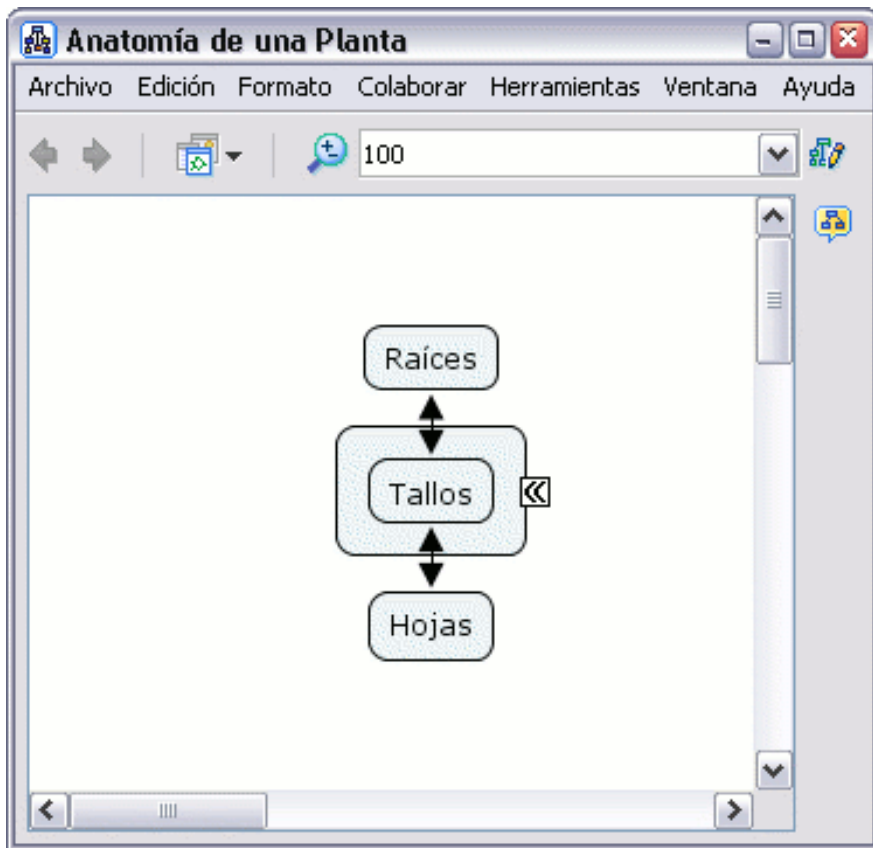 Anatomía de una Planta
Archivo Edición Formato Colaborar Herramientas Ventana Ayuda
100
Raíces
Tallos
Hojas